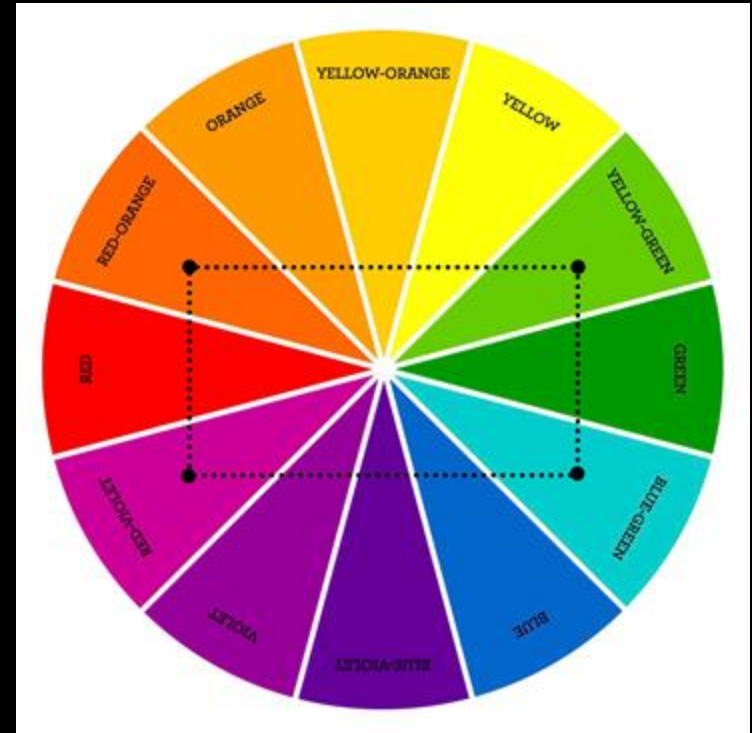 YELLOW-ORANGE
YELLOW
YELLOW-GREEN
GREEN
BLUE-GREEN
BLUE
BLUE-VIOLET
VIOLET
RED-VIOLET
RED
RED-ORANGE
ORANGE